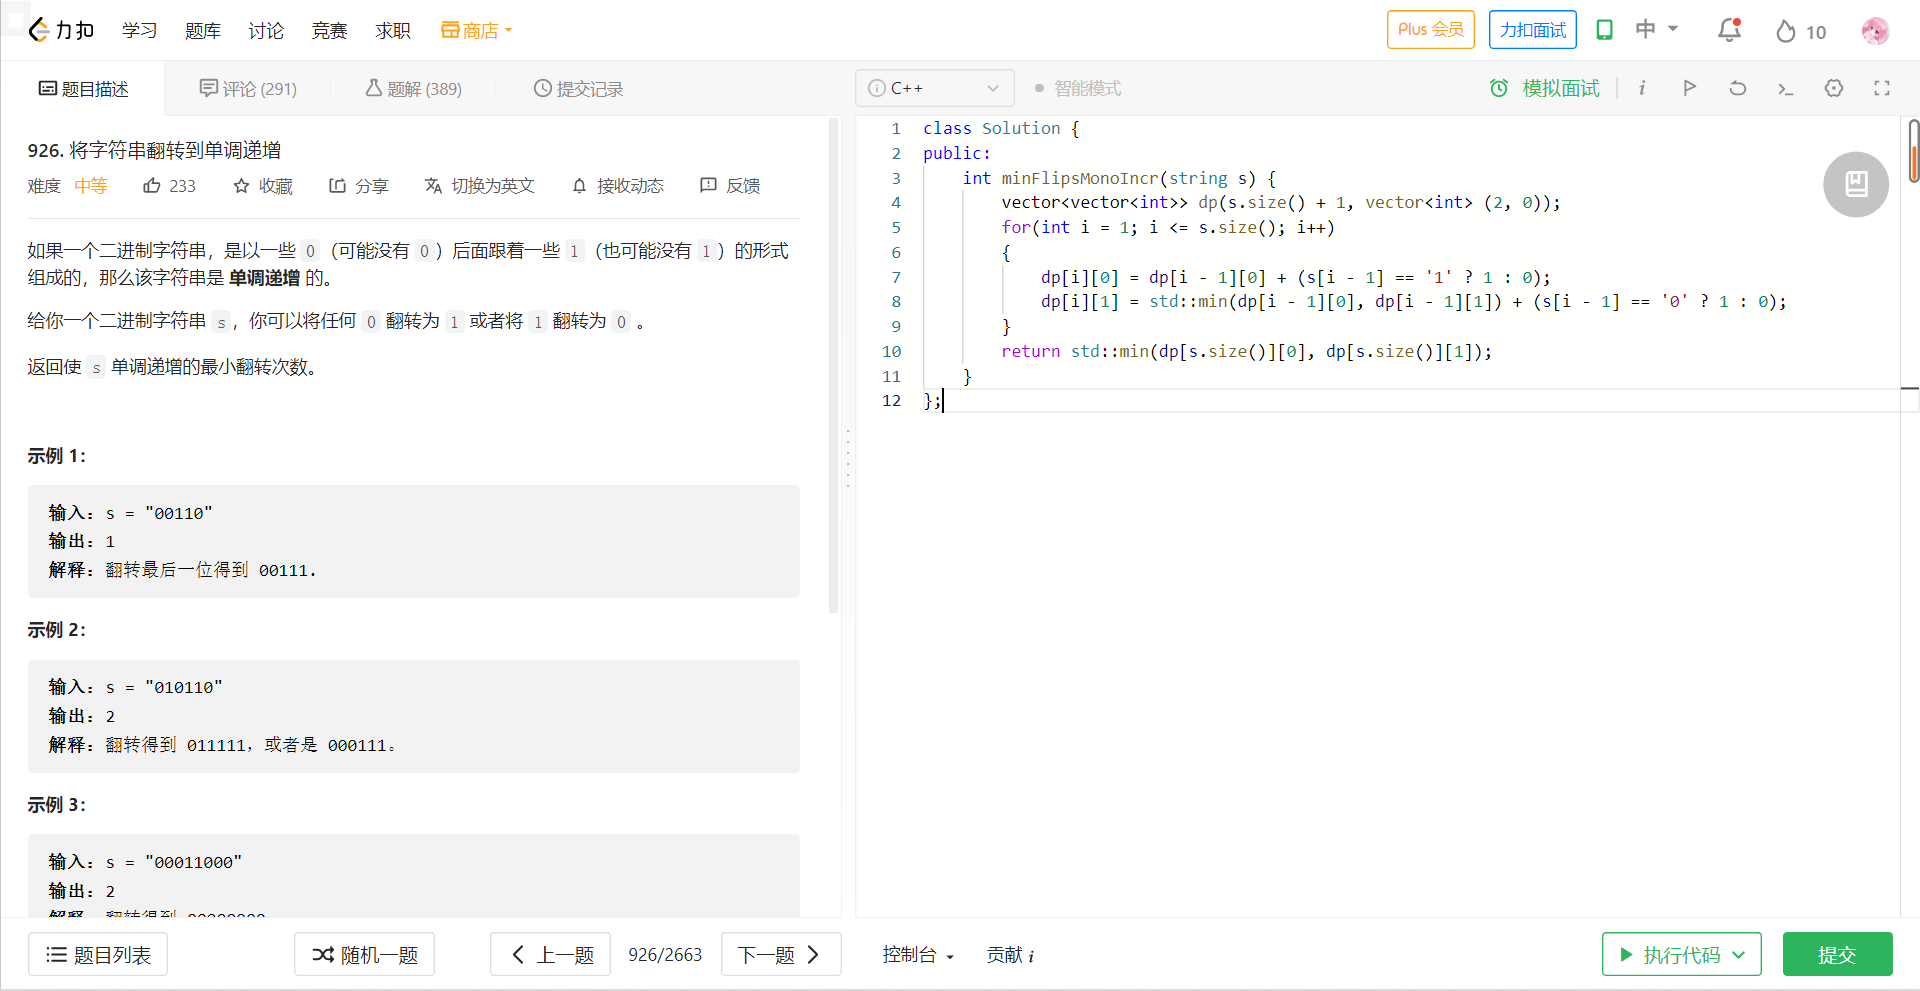 力扣 学习 题库 讨论 竞赛 求职 商店 Plus 会员 力扣面试 中 10
题目描述 评论 (291) 题解 (389) 提交记录
C++ 智能模式 模拟面试 i
926. 将字符串翻转到单调递增
难度 中等 233 收藏 分享 切换为英文 接收动态 反馈
如果一个二进制字符串，是以一些 0（可能没有 0）后面跟着一些 1（也可能没有 1）的形式
组成的，那么该字符串是 单调递增 的。
给你一个二进制字符串 s，你可以将任何 0 翻转为 1 或者将 1 翻转为 0 。
返回使 s 单调递增的最小翻转次数。
示例 1：
输入：s = "00110"
输出：1
解释：翻转最后一位得到 00111.
示例 2：
输入：s = "010110"
输出：2
解释：翻转得到 011111，或者是 000111。
示例 3：
输入：s = "00011000"
输出：2
解释：翻转得到 00000000
1 class Solution {
2 public:
3 int minFlipsMonoIncr(string s) {
4 vector<vector<int>> dp(s.size() + 1, vector<int> (2, 0));
5 for(int i = 1; i <= s.size(); i++)
6 {
7 dp[i][0] = dp[i - 1][0] + (s[i - 1] == '1' ? 1 : 0);
8 dp[i][1] = std::min(dp[i - 1][0], dp[i - 1][1]) + (s[i - 1] == '0' ? 1 : 0);
9 }
10 return std::min(dp[s.size()][0], dp[s.size()][1]);
11 }
12 };
题目列表 随机一题 上一题 926/2663 下一题 控制台 贡献 i 执行代码 提交